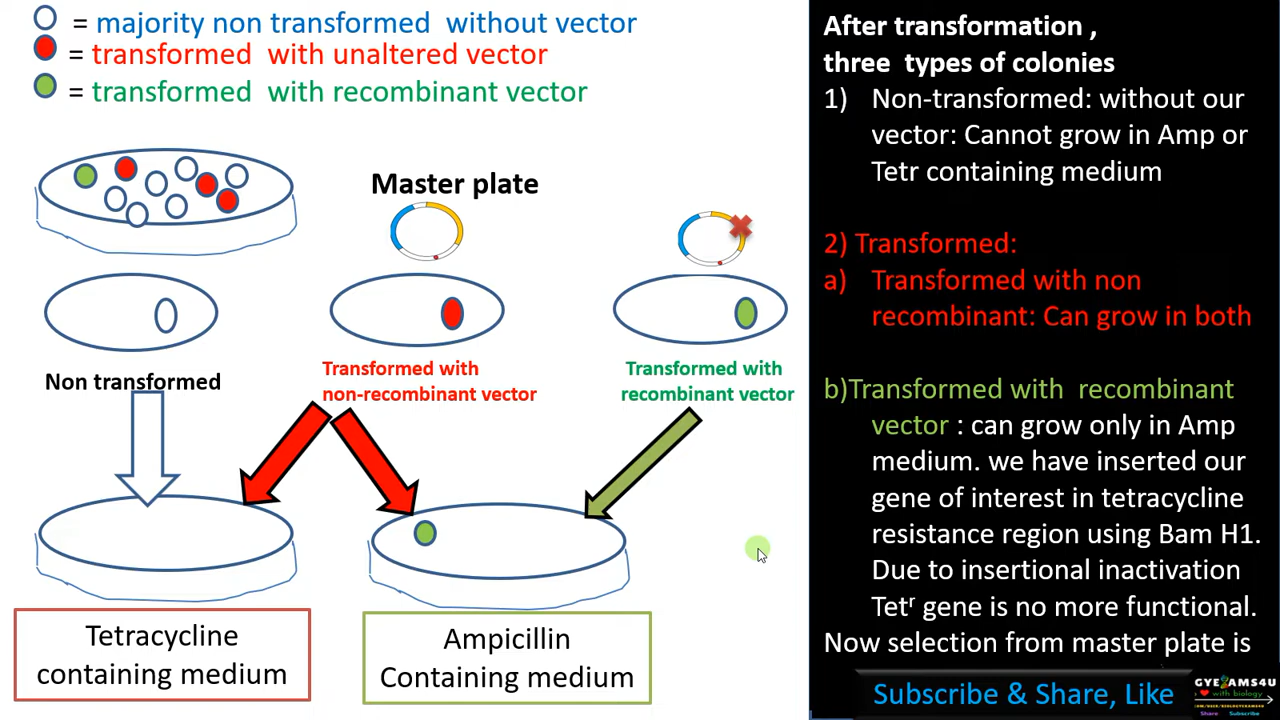 = majority non transformed without vector
= transformed with unaltered vector
= transformed with recombinant vector
Master plate
Non transformed
Transformed with
non-recombinant vector
Transformed with
recombinant vector
Tetracycline
containing medium
Ampicillin
Containing medium
After transformation ,
three types of colonies
1) Non-transformed: without our
vector: Cannot grow in Amp or
Tetr containing medium
2) Transformed:
a) Transformed with non
recombinant: Can grow in both
b)Transformed with recombinant
vector : can grow only in Amp
medium. we have inserted our
gene of interest in tetracycline
resistance region using Bam H1.
Due to insertional inactivation
Tetʳ gene is no more functional.
Now selection from master plate is
Subscribe & Share, Like
with biology
Share Subscribe